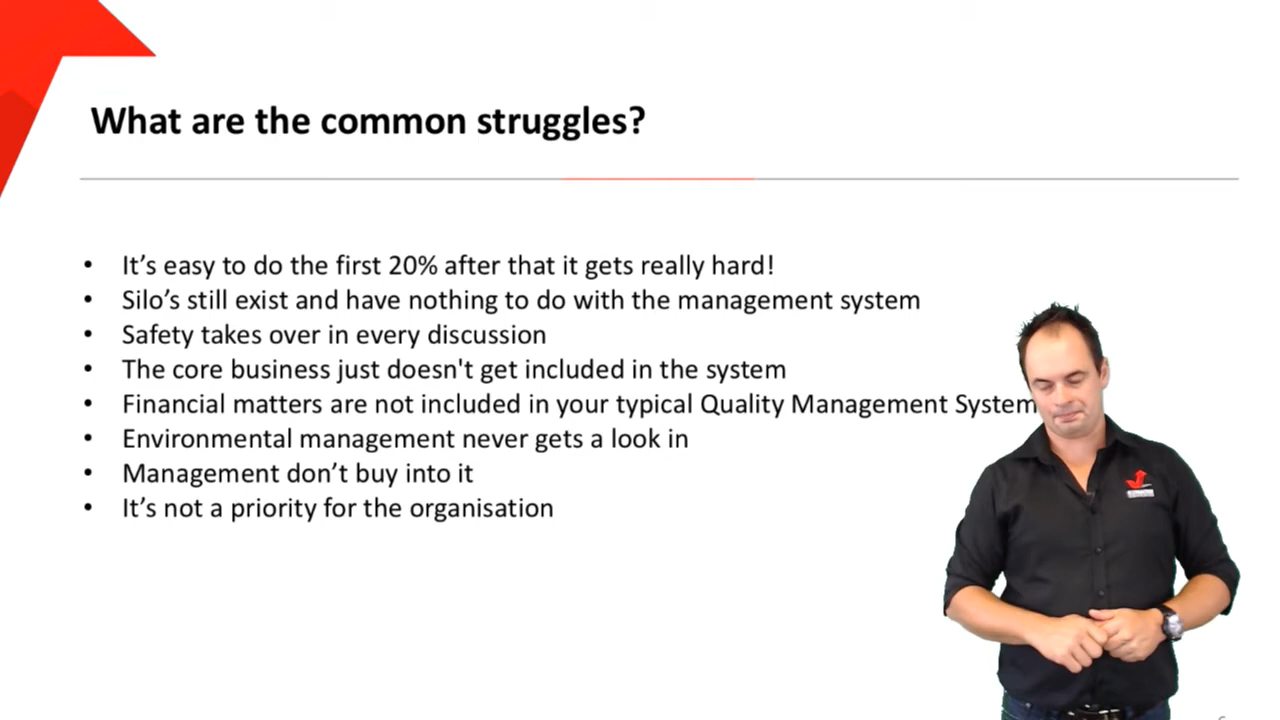 What are the common struggles?
• It’s easy to do the first 20% after that it gets really hard!
• Silo’s still exist and have nothing to do with the management system
• Safety takes over in every discussion
• The core business just doesn't get included in the system
• Financial matters are not included in your typical Quality Management System
• Environmental management never gets a look in
• Management don’t buy into it
• It’s not a priority for the organisation